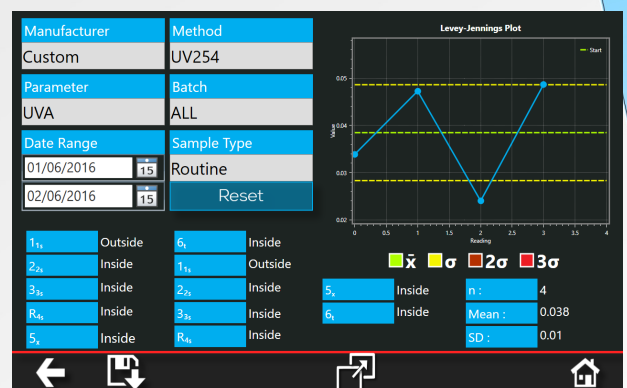 Manufacturer Method
Custom UV254
Parameter Batch
UVA ALL
Date Range Sample Type
01/06/2016 15 Routine
02/06/2016 15 Reset
Levey-Jennings Plot
Start
Value
0.05
0.04
0.03
0.02
0 0.5 1 1.5 2 2.5 3 3.5 4
Reading
x̄ σ 2σ 3σ
1₁ₛ Outside 6ₜ Inside
2₂ₛ Inside 1₁ₛ Outside
3₃ₛ Inside 2₂ₛ Inside 5ₓ Inside n : 4
R₄ₛ Inside 3₃ₛ Inside 6ₜ Inside Mean : 0.038
5ₓ Inside R₄ₛ Inside SD : 0.01